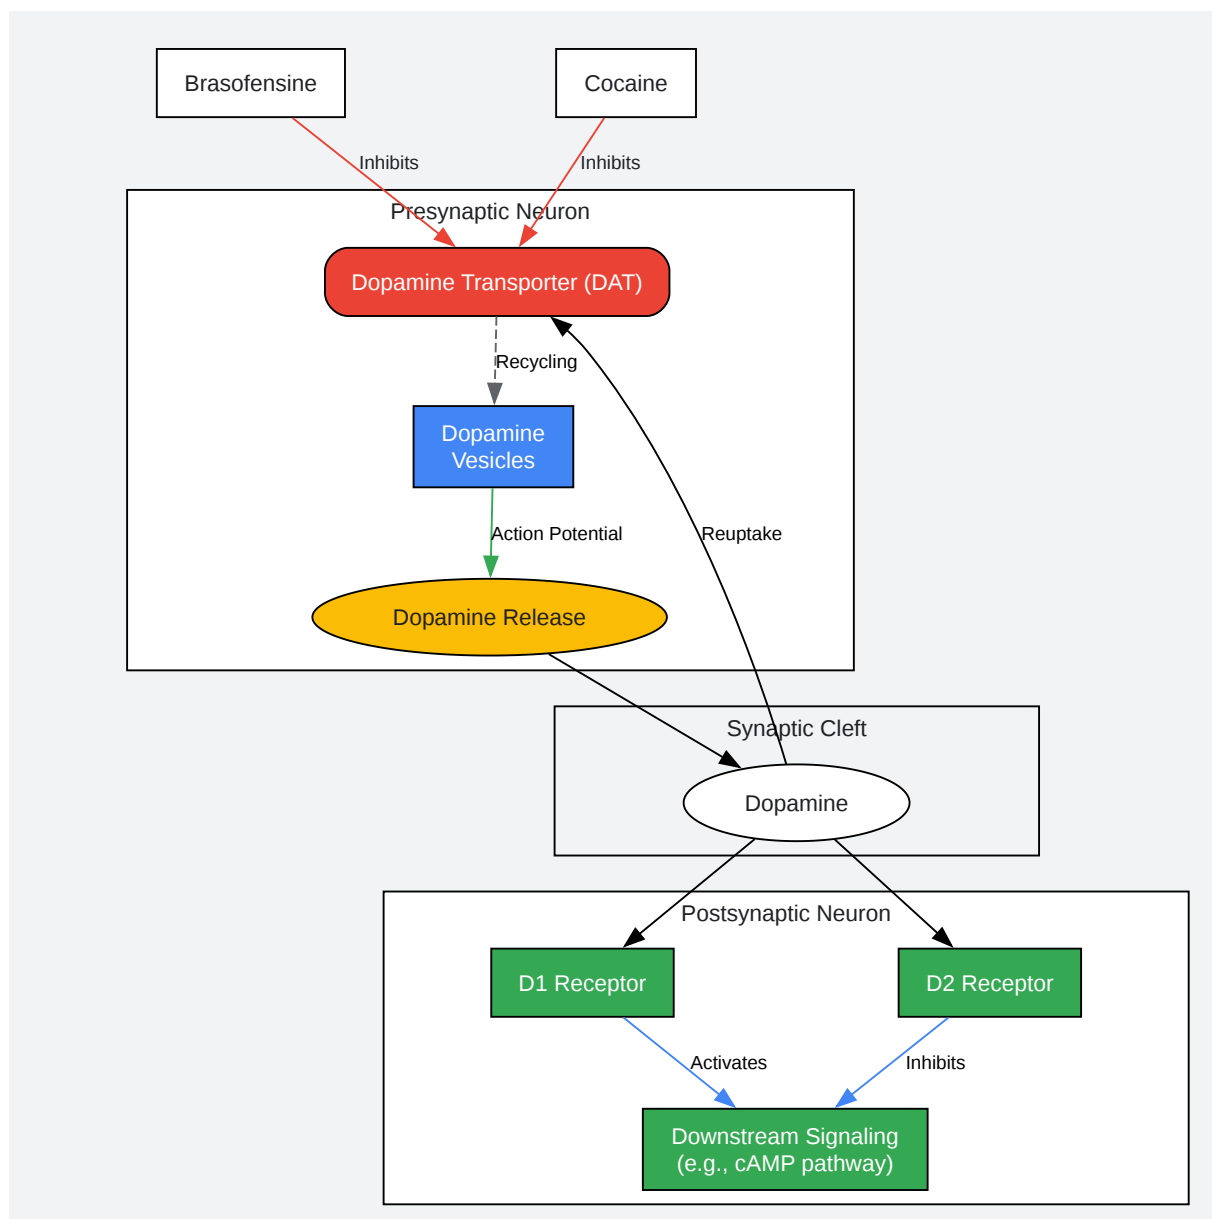 Brasofensine
Cocaine
Inhibits
Inhibits
Presynaptic Neuron
Dopamine Transporter (DAT)
Recycling
Dopamine
Vesicles
Action Potential
Reuptake
Dopamine Release
Synaptic Cleft
Dopamine
Postsynaptic Neuron
D1 Receptor
D2 Receptor
Activates
Inhibits
Downstream Signaling
(e.g., cAMP pathway)